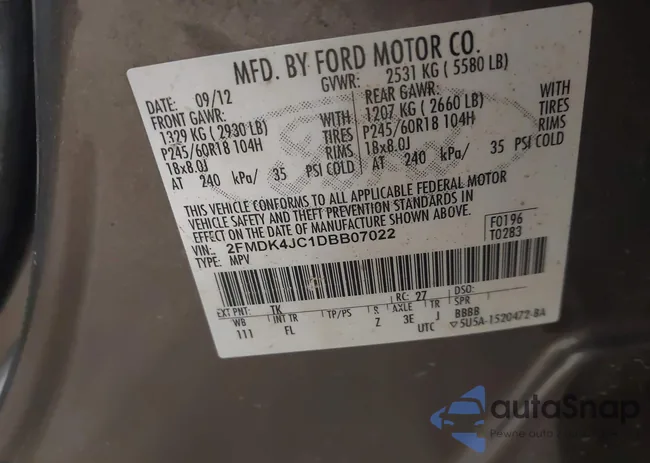 MFD. BY FORD MOTOR CO.
DATE: 09/12 GVWR: 2531 KG ( 5580 LB)
FRONT GAWR: REAR GAWR:
1329 KG ( 2930 LB) WITH 1207 KG ( 2660 LB) WITH
P245/60R18 104H TIRES P245/60R18 104H TIRES
18x8.0J RIMS 18x8.0J RIMS
AT 240 kPa/ 35 PSI COLD AT 240 kPa/ 35 PSI COLD
THIS VEHICLE CONFORMS TO ALL APPLICABLE FEDERAL MOTOR
VEHICLE SAFETY AND THEFT PREVENTION STANDARDS IN
EFFECT ON THE DATE OF MANUFACTURE SHOWN ABOVE.
VIN: 2FMDK4JC1DBB07022 F0196
TYPE: MPV T0283
EXT PNT: TK RC: 27 DSO:
WB INT TR TP/PS S AXLE TR SPR
111 FL Z 3E J BBBB
UTC 5U5A-1520472-BA
autoSnap
Pewne auto